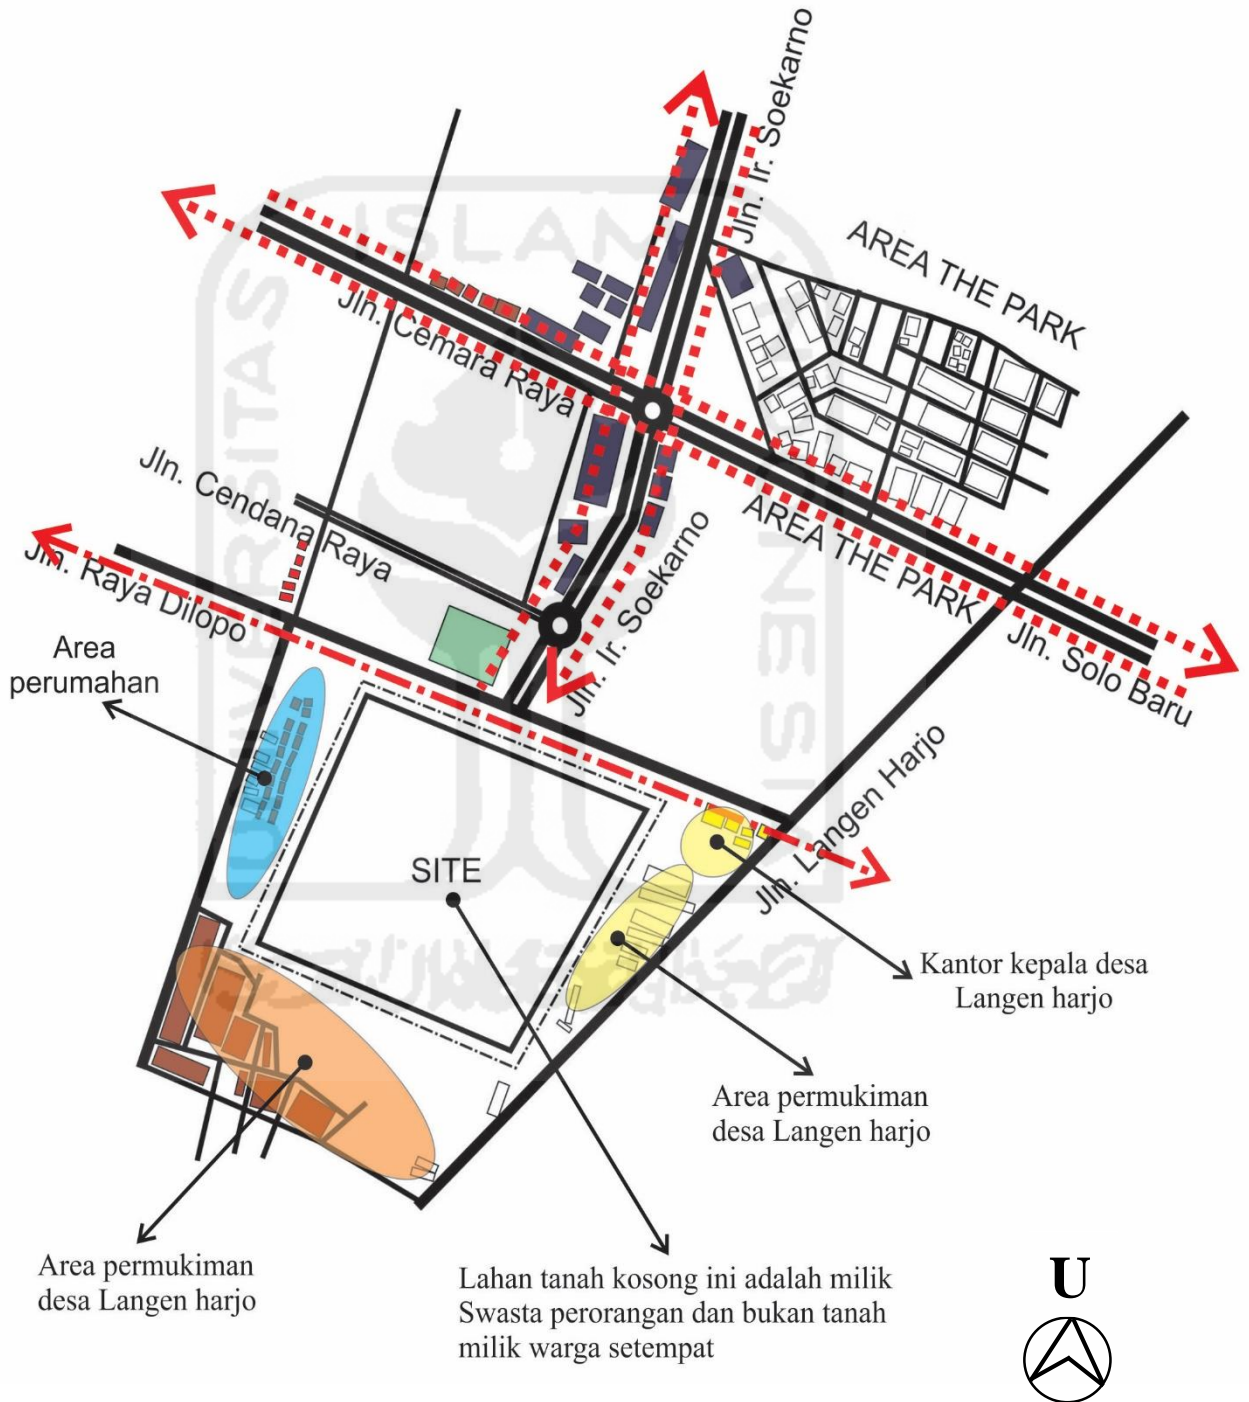 Jln. Ir. Soekarno
AREA THE PARK
Jln. Cemara Raya
Jln. Cendana Raya
AREA THE PARK
Jln. Ir. Soekarno
Jln. Raya Dilopo
Jln. Solo Baru
Area
perumahan
Jln. Langen Harjo
SITE
Kantor kepala desa
Langen harjo
Area permukiman
desa Langen harjo
Area permukiman
desa Langen harjo
Lahan tanah kosong ini adalah milik
Swasta perorangan dan bukan tanah
milik warga setempat
U
UNIVERSITAS
ISLAM
INDONESIA